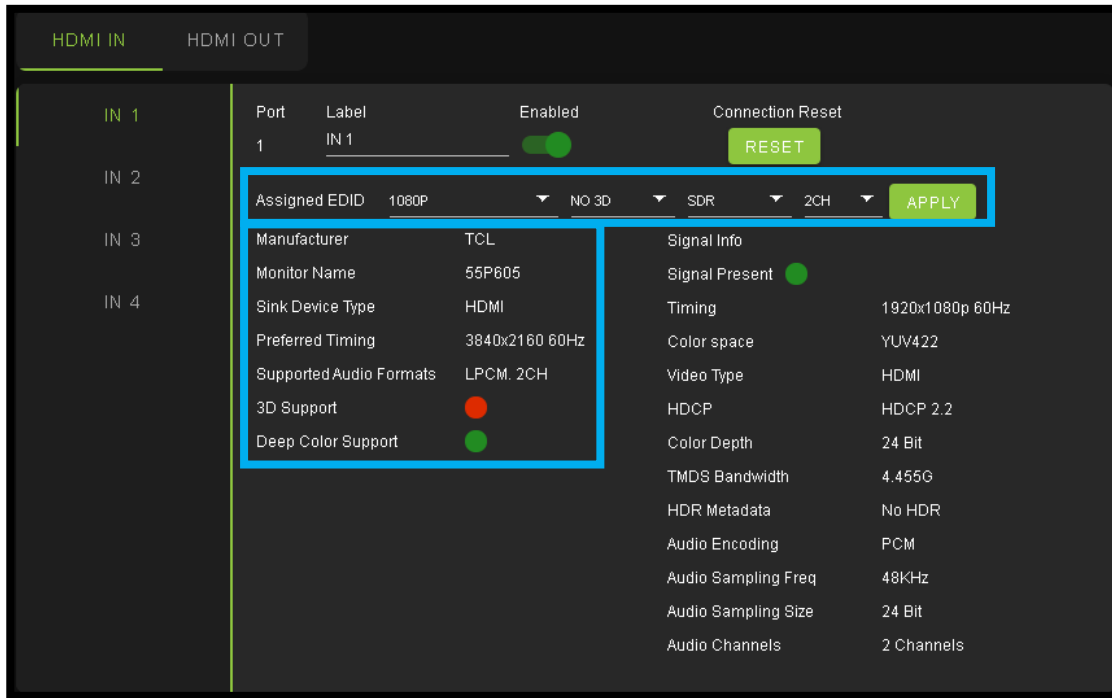 HDMI IN HDMI OUT
IN 1
IN 2
IN 3
IN 4
Port Label Enabled Connection Reset
1 IN 1 RESET
Assigned EDID 1080P NO 3D SDR 2CH APPLY
Manufacturer TCL
Monitor Name 55P605
Sink Device Type HDMI
Preferred Timing 3840x2160 60Hz
Supported Audio Formats LPCM. 2CH
3D Support
Deep Color Support
Signal Info
Signal Present
Timing 1920x1080p 60Hz
Color space YUV422
Video Type HDMI
HDCP HDCP 2.2
Color Depth 24 Bit
TMDS Bandwidth 4.455G
HDR Metadata No HDR
Audio Encoding PCM
Audio Sampling Freq 48KHz
Audio Sampling Size 24 Bit
Audio Channels 2 Channels